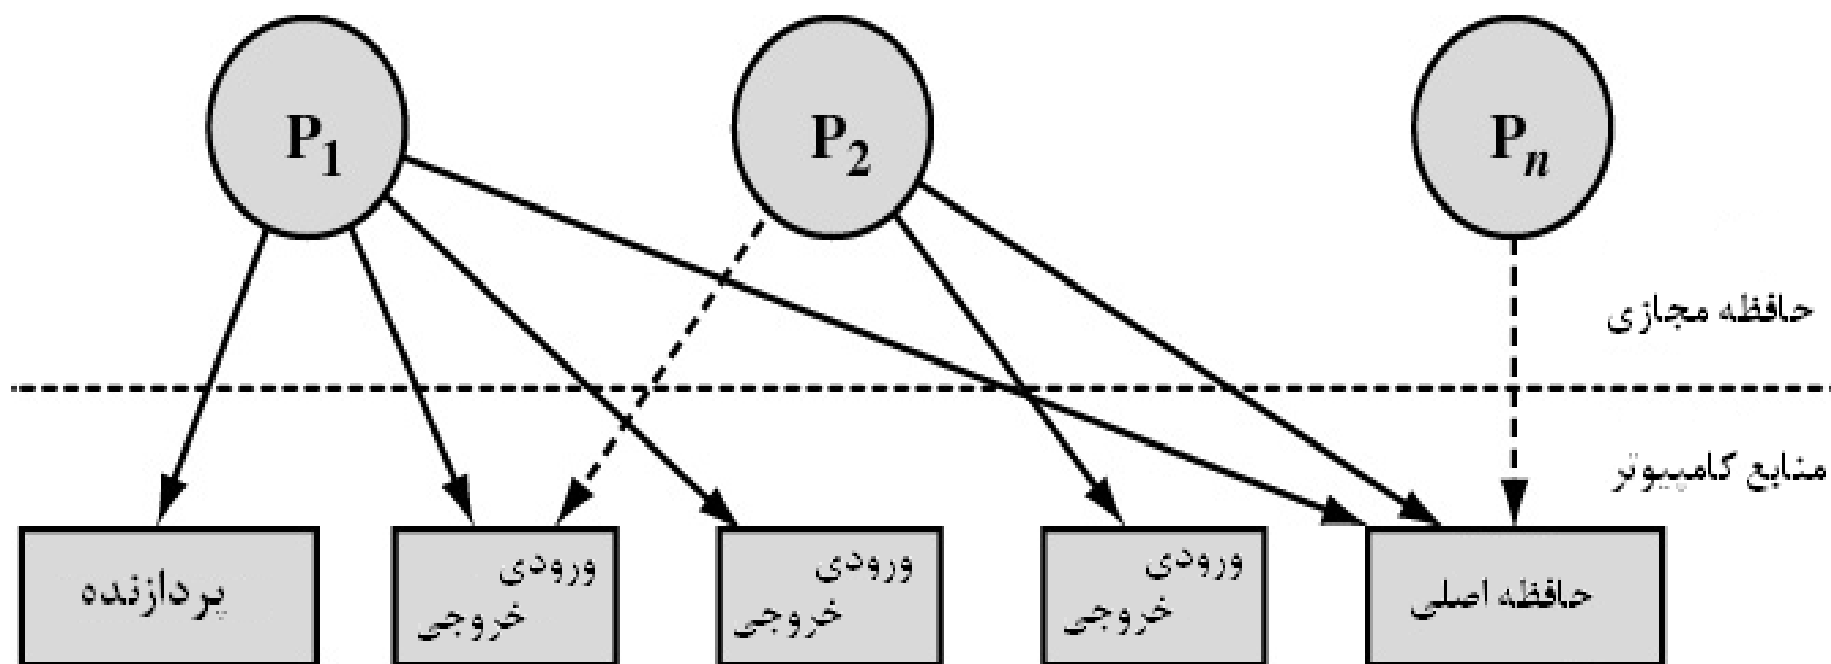 P1
P2
Pn
حافظه مجازی
منابع کامپیوتر
پردازنده
ورودی
خروجی
ورودی
خروجی
ورودی
خروجی
حافظه اصلی